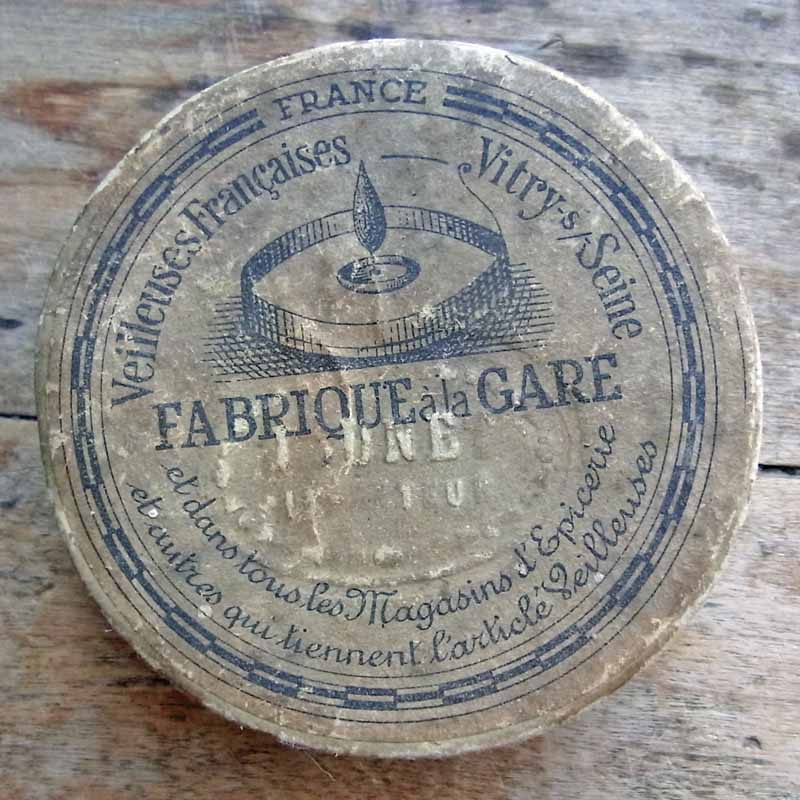 FRANCE
Veilleuses Françaises — Vitry-s/Seine
FABRIQUE à la GARE
et dans tous les Magasins d'Epicerie
et autres qui tiennent l'article Veilleuses